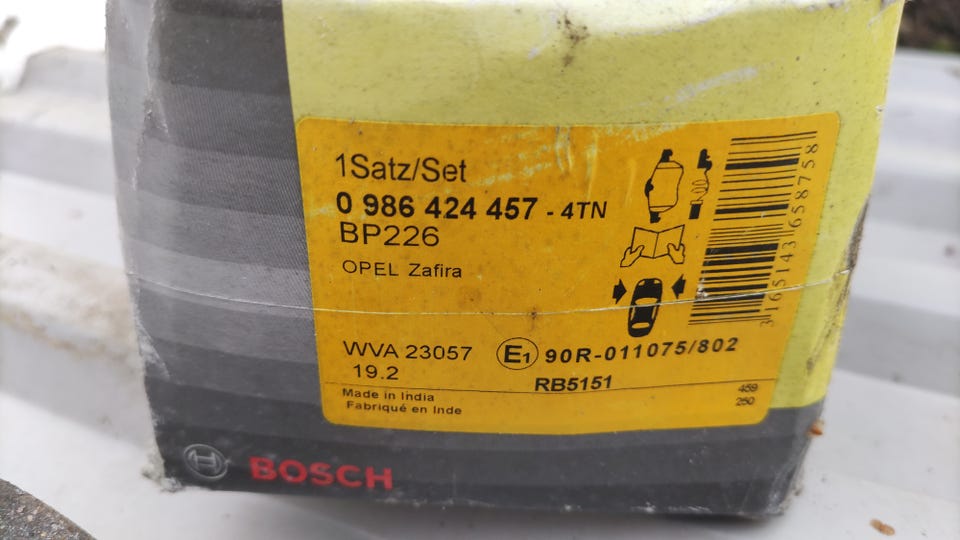 1Satz/Set
0 986 424 457 - 4TN
BP226
OPEL Zafira
3165143658758
WVA 23057
19.2
E1 90R-011075/802
RB5151
459
250
Made in India
Fabriqué en Inde
BOSCH